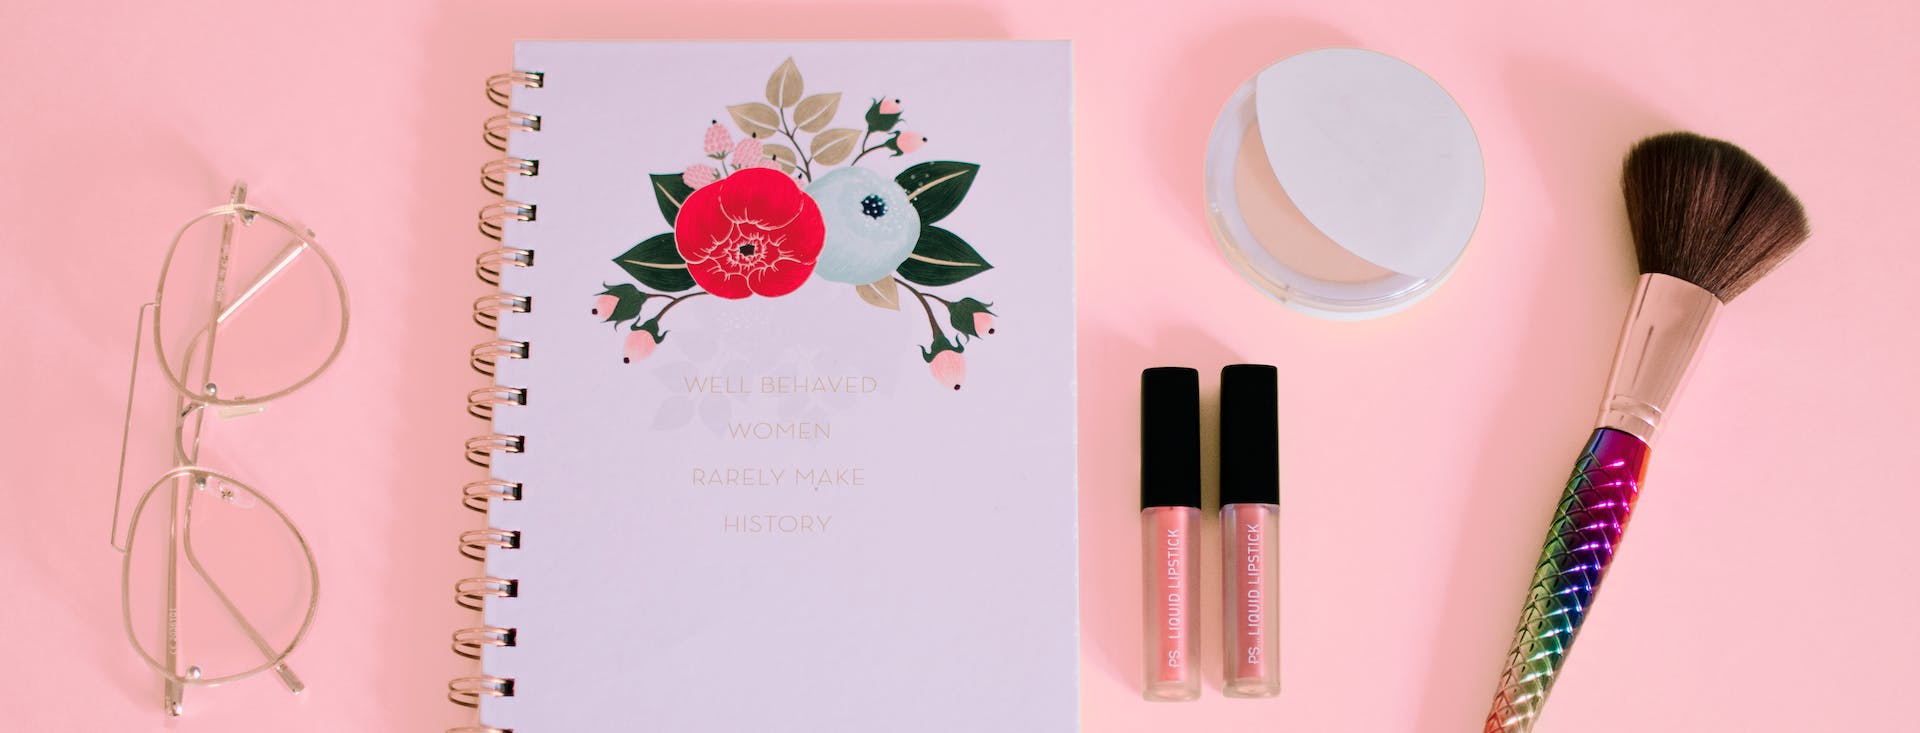 WELL BEHAVED
WOMEN
RARELY MAKE
HISTORY
PS... LIQUID LIPSTICK
PS... LIQUID LIPSTICK